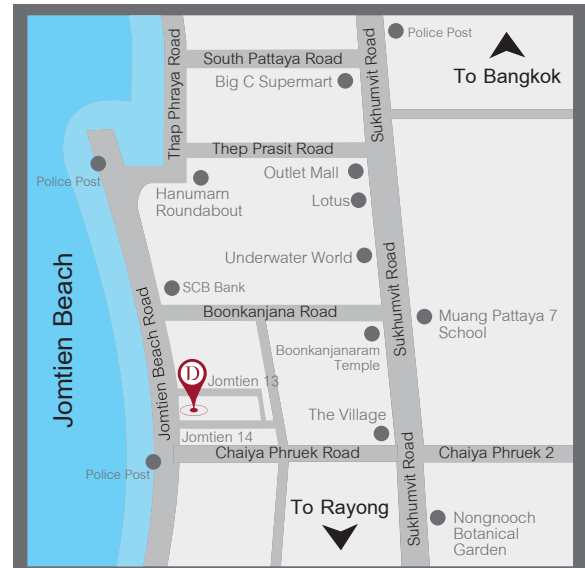 Police Post
To Bangkok
South Pattaya Road
Big C Supermart
Thap Phraya Road
Sukhumvit Road
Thep Prasit Road
Police Post
Hanumarn
Roundabout
Outlet Mall
Lotus
Underwater World
SCB Bank
Boonkanjana Road
Jomtien Beach
Jomtien Beach Road
Sukhumvit Road
Muang Pattaya 7
School
Boonkanjanaram
Temple
D
Jomtien 13
The Village
Jomtien 14
Chaiya Phruek Road
Chaiya Phruek 2
Police Post
Sukhumvit Road
To Rayong
Nongnooch
Botanical
Garden